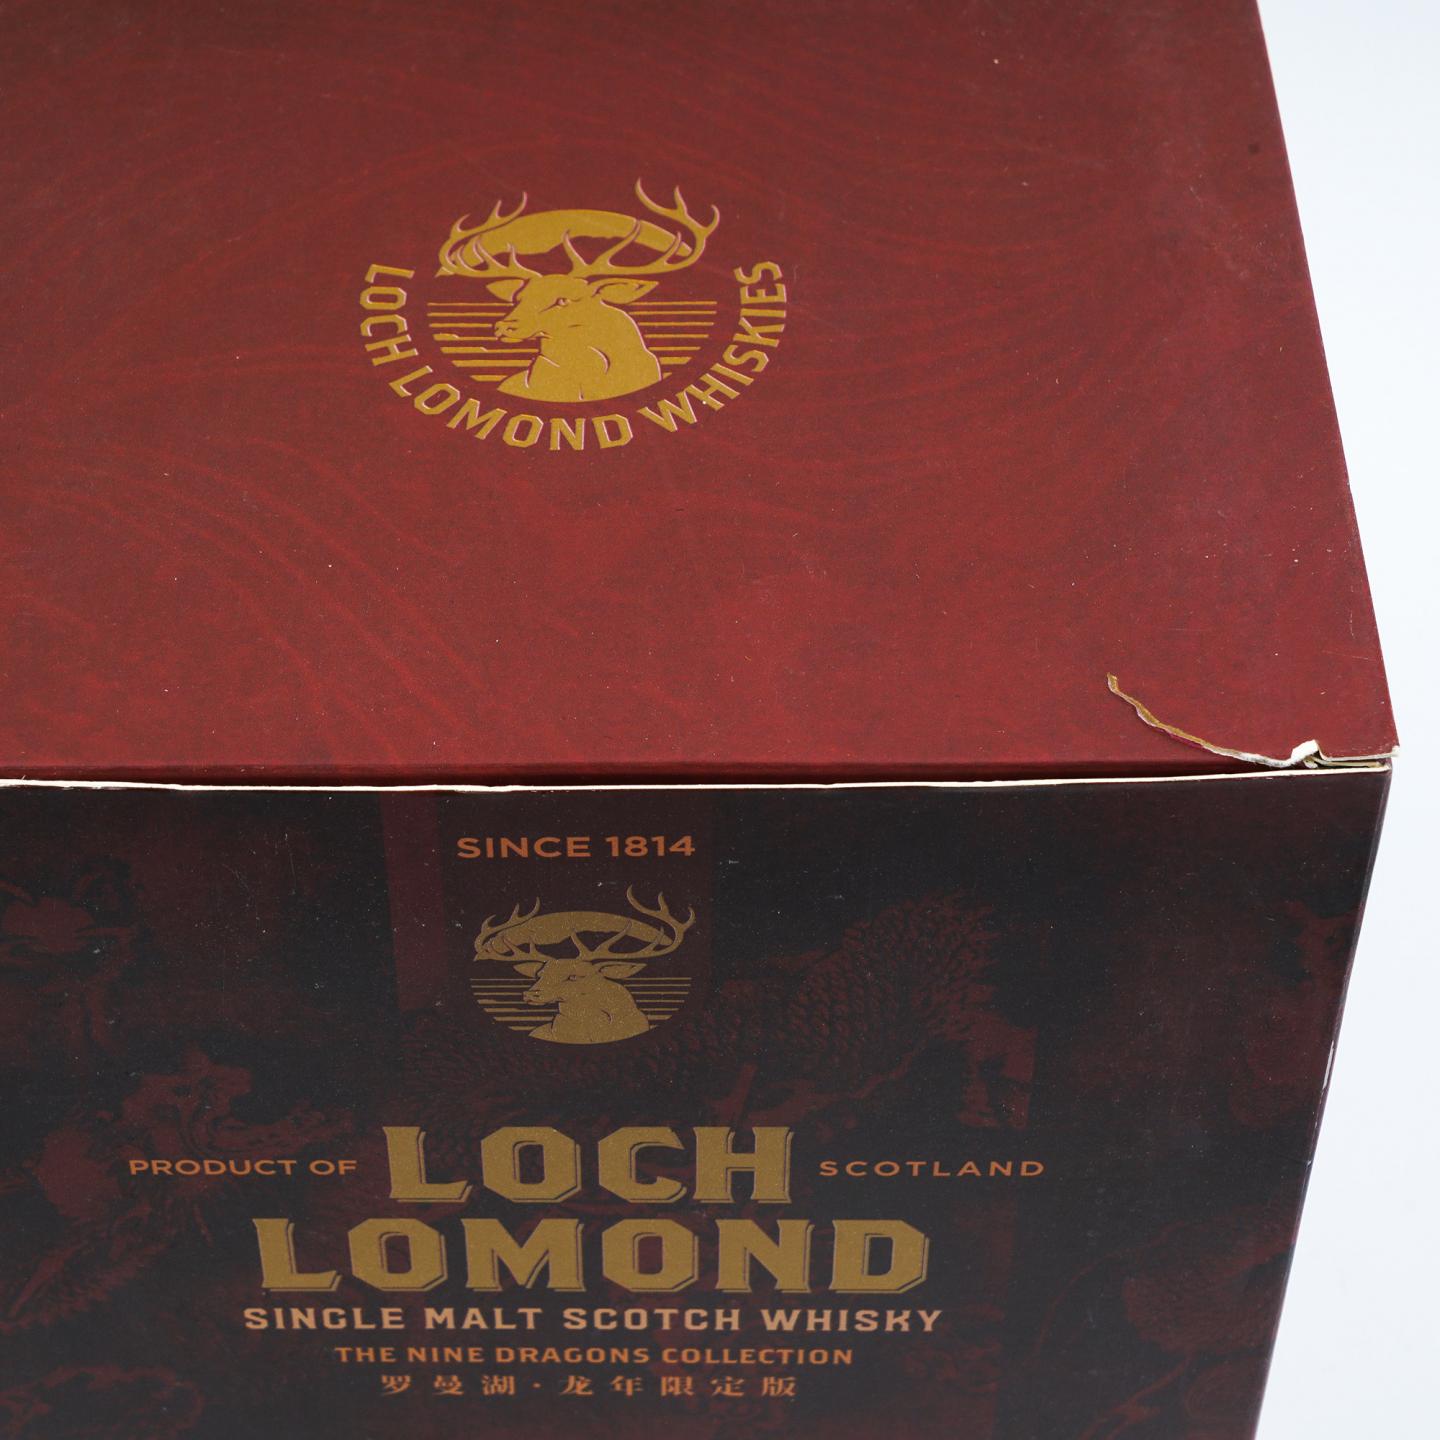 LOCH LOMOND WHISKIES
SINCE 1814
PRODUCT OF LOCH SCOTLAND
LOMOND
SINGLE MALT SCOTCH WHISKY
THE NINE DRAGONS COLLECTION
罗曼湖·龙年限定版